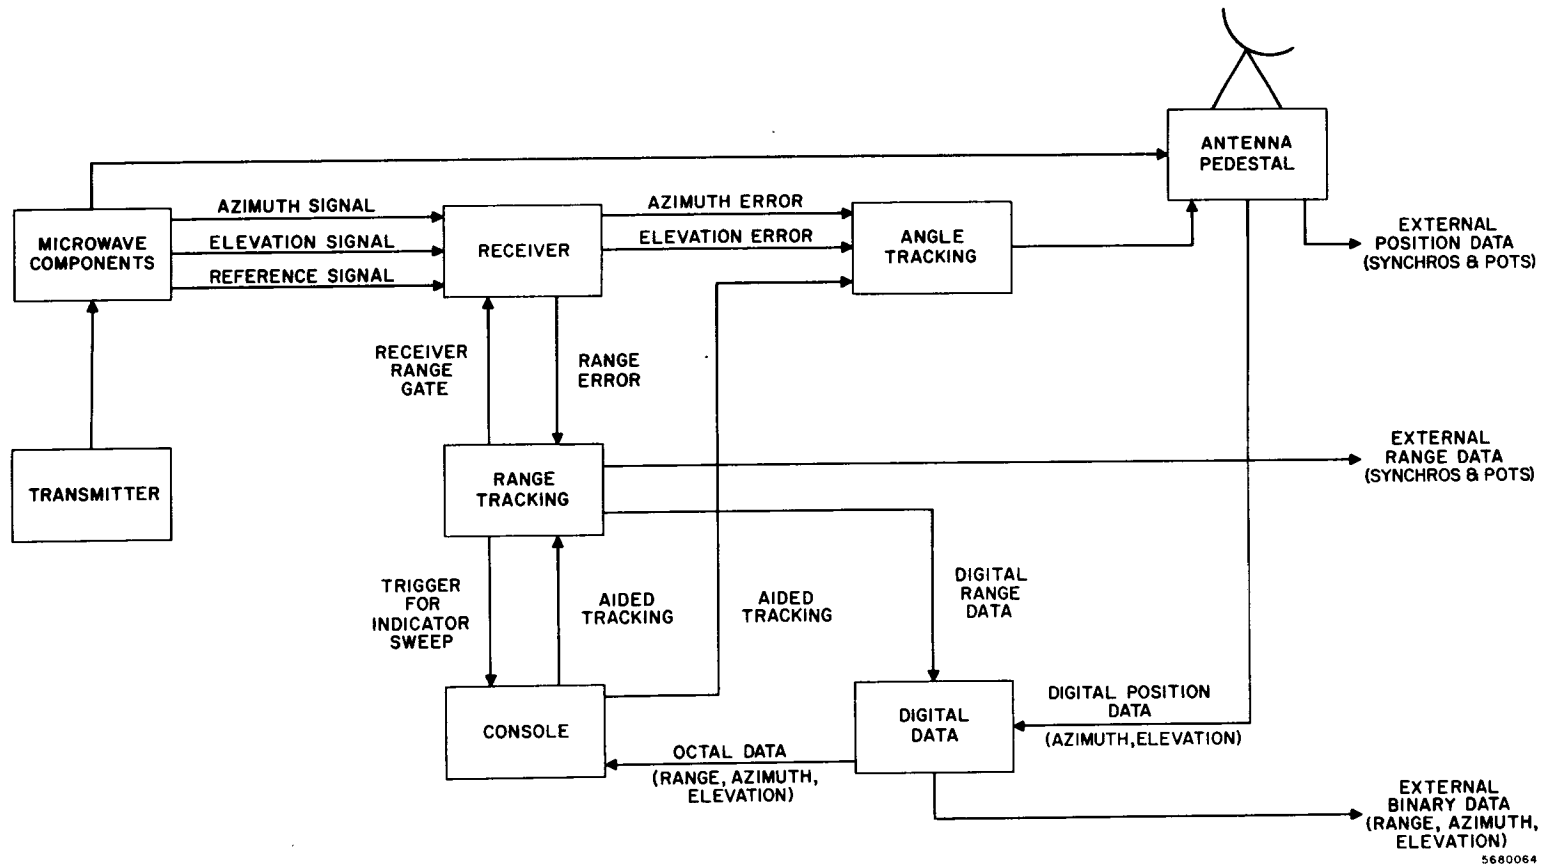 ANTENNA
PEDESTAL
AZIMUTH SIGNAL
AZIMUTH ERROR
MICROWAVE
COMPONENTS
ELEVATION SIGNAL
RECEIVER
ELEVATION ERROR
ANGLE
TRACKING
EXTERNAL
POSITION DATA
(SYNCHROS & POTS)
REFERENCE SIGNAL
RECEIVER
RANGE
GATE
RANGE
ERROR
TRANSMITTER
RANGE
TRACKING
EXTERNAL
RANGE DATA
(SYNCHROS & POTS)
TRIGGER
FOR
INDICATOR
SWEEP
AIDED
TRACKING
AIDED
TRACKING
DIGITAL
RANGE
DATA
CONSOLE
DIGITAL
DATA
DIGITAL POSITION
DATA
(AZIMUTH, ELEVATION)
OCTAL DATA
(RANGE, AZIMUTH,
ELEVATION)
EXTERNAL
BINARY DATA
(RANGE, AZIMUTH,
ELEVATION)
5680064